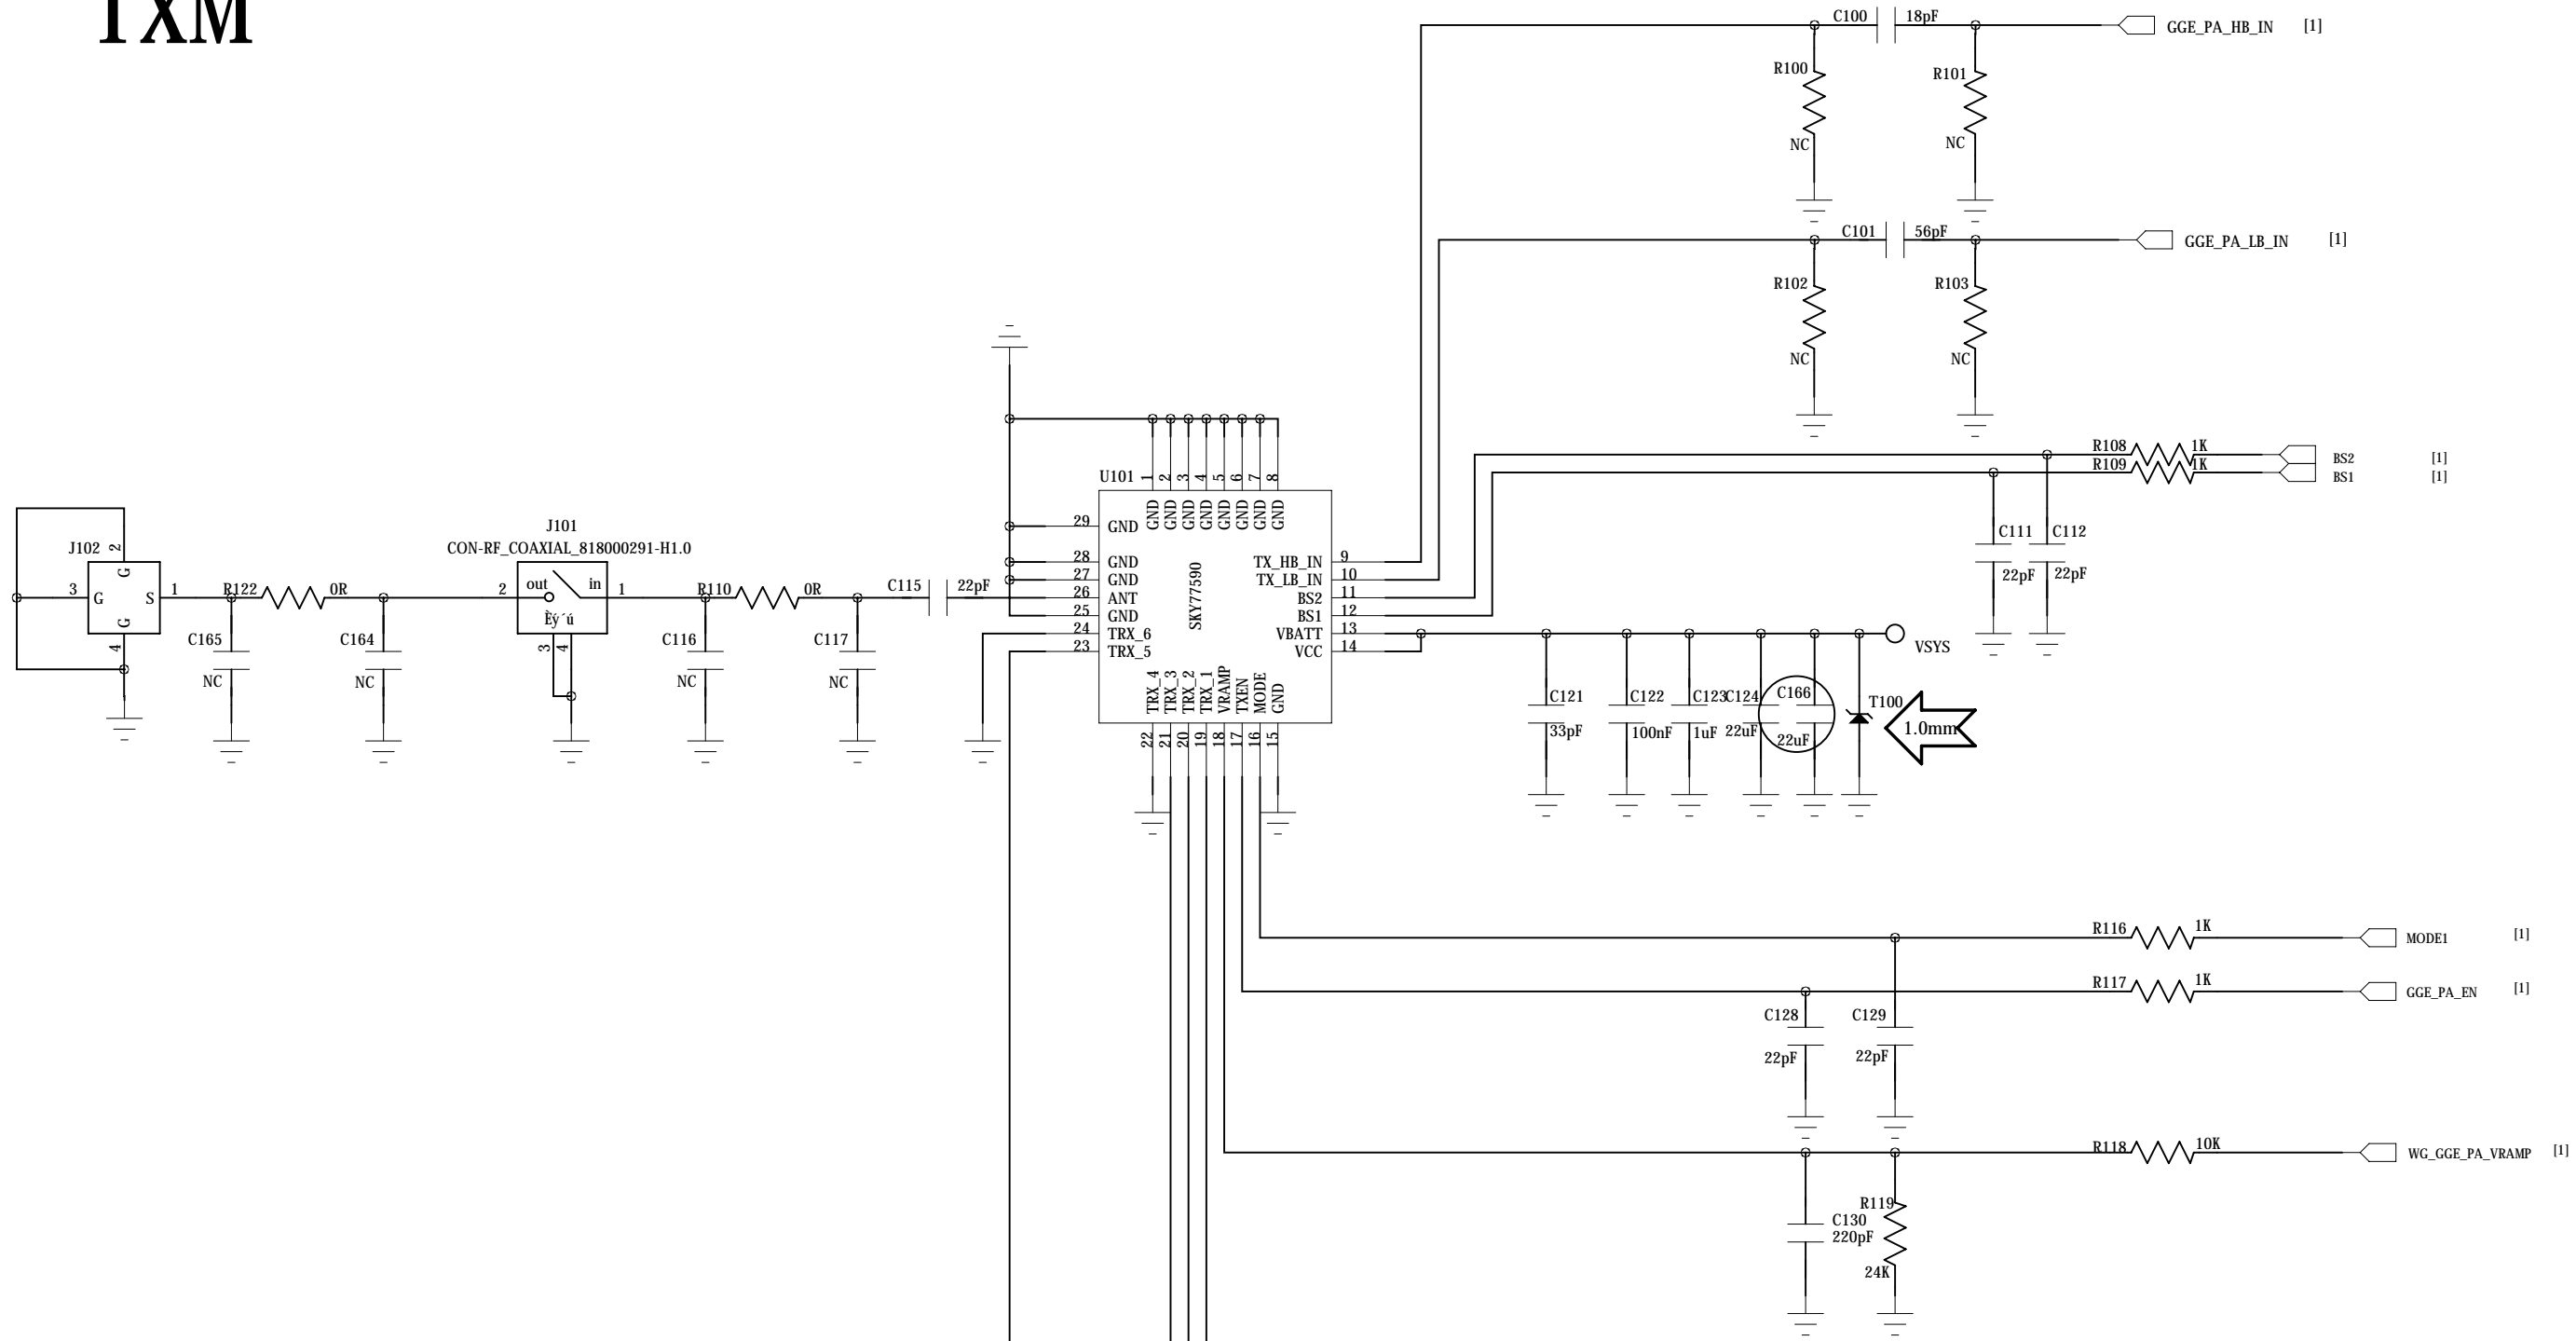 TXM
C100 18pF GGE_PA_HB_IN [1]
R100 R101
NC NC
C101 56pF GGE_PA_LB_IN [1]
R102 R103
NC NC
R108 1K BS2 [1]
R109 1K BS1 [1]
C111 C112
22pF 22pF
U101 1 2 3 4 5 6 7 8
GND GND GND GND GND GND GND GND
SKY77590
29 GND
28 GND TX_HB_IN 9
27 GND TX_LB_IN 10
26 ANT BS2 11
25 GND BS1 12
24 TRX_6 VBATT 13
23 TRX_5 VCC 14
TRX_4 TRX_3 TRX_2 TRX_1 VRAMP TXEN MODE GND
22 21 20 19 18 17 16 15
J102 2
G
3 G S 1
G
4
R122 0R
C165 C164
NC NC
J101
CON-RF_COAXIAL_818000291-H1.0
2 out in 1
Èý´ú
3 4
R110 0R
C116 C117
NC NC
C115 22pF
VSYS
C121 C122 C123 C124 C166 T100
33pF 100nF 1uF 22uF 22uF
1.0mm
R116 1K MODE1 [1]
R117 1K GGE_PA_EN [1]
C128 C129
22pF 22pF
R118 10K WG_GGE_PA_VRAMP [1]
R119
C130
220pF
24K